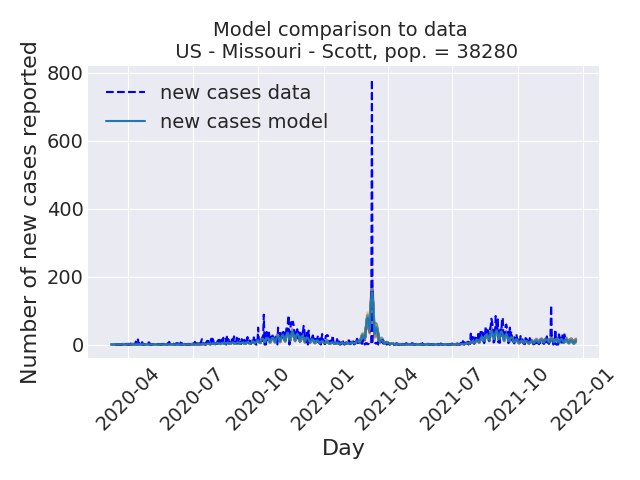 Model comparison to data
US - Missouri - Scott, pop. = 38280
Number of new cases reported
800
600
400
200
0
new cases data
new cases model
2020-04
2020-07
2020-10
2021-01
2021-04
2021-07
2021-10
2022-01
Day